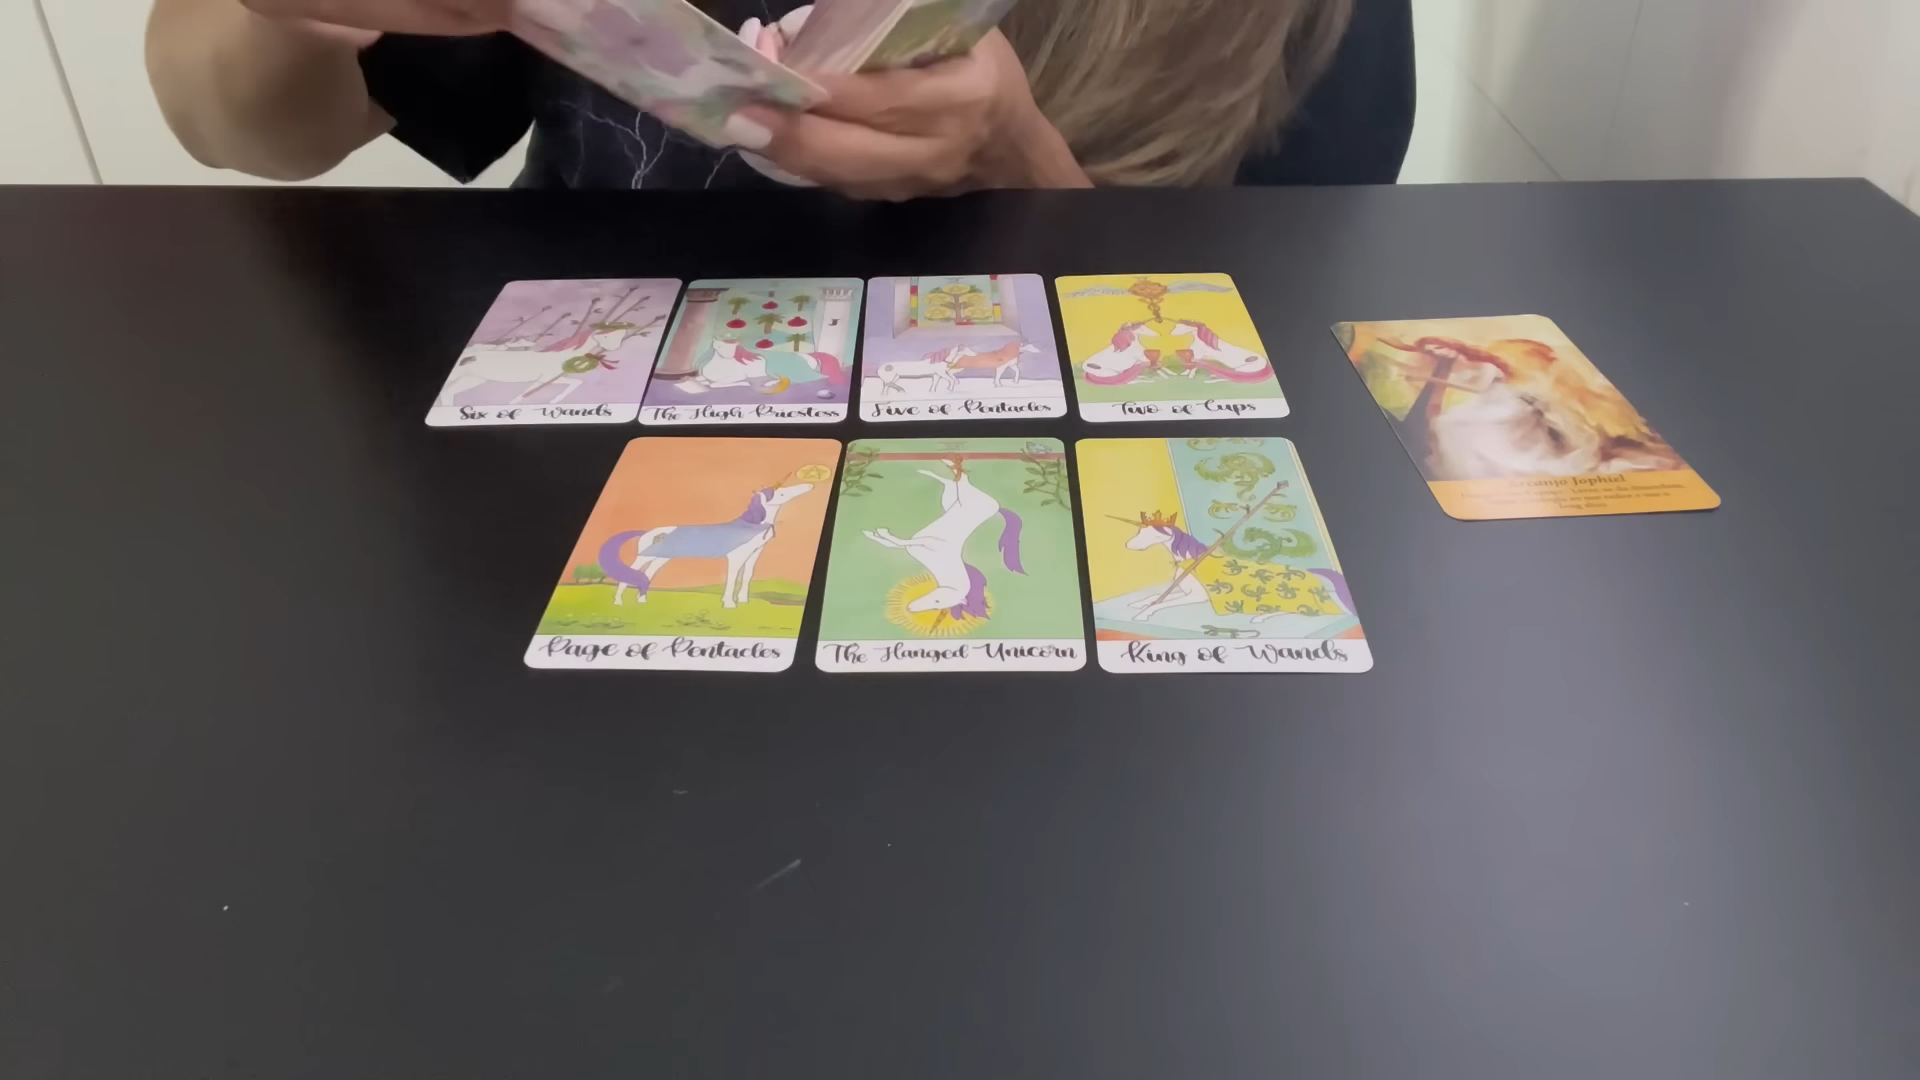 Six of Wands
The High Priestess
J
Five of Pentacles
Two of Cups
Arcanjo Jophiel
Page of Pentacles
The Hanged Unicorn
King of Wands